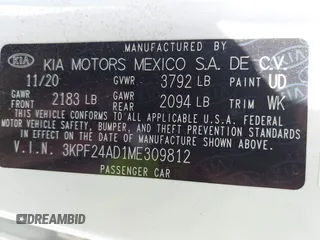 KIA KIA MOTORS MEXICO S.A. DE C.V. KIA
11/20 GVWR 3792 LB PAINT UD
GAWR FRONT 2183 LB GAWR REAR 2094 LB TRIM WK
THIS VEHICLE CONFORMS TO ALL APPLICABLE U.S. FEDERAL
MOTOR VEHICLE SAFETY, BUMPER, AND THEFT PREVENTION
STANDARDS IN EFFECT ON THE DATE OF MANUFACTURE SHOWN ABOVE.
V.I.N. 3KPF24AD1ME309812
PASSENGER CAR
DREAMBID